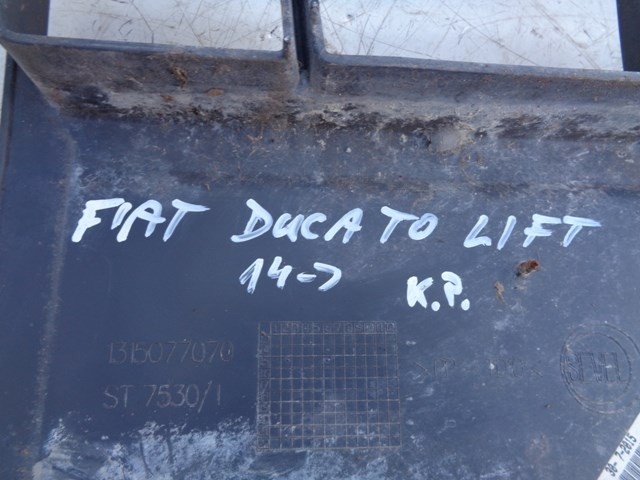 FIAT DUCATO LIFT
14-> K.P.
1315077070
ST 7530/1